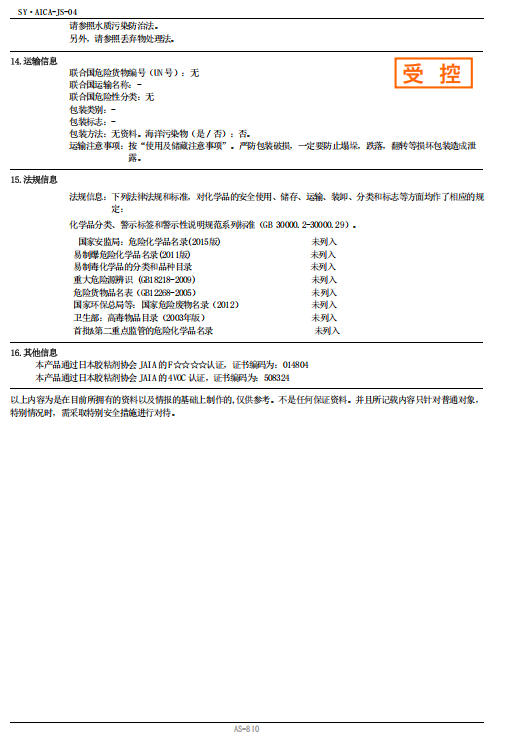 SY·AICA-JS-04
请参照水质污染防治法。
另外，请参照丢弃物处理法。
14.运输信息
受 控
联合国危险货物编号（UN号）：无
联合国运输名称：-
联合国危险性分类：无
包装类别：-
包装标志：-
包装方法：无资料。海洋污染物（是 / 否）：否。
运输注意事项：按“使用及储藏注意事项”。严防包装破损，一定要防止塌垛，跌落，翻转等损坏包装造成泄
露。
15.法规信息
法规信息：下列法律法规和标准，对化学品的安全使用、储存、运输、装卸、分类和标志等方面均作了相应的规
定：
化学品分类、警示标签和警示性说明规范系列标准（GB 30000.2-30000.29）。
国家安监局：危险化学品名录(2015版) 未列入
易制曝危险化学品名录(2011版) 未列入
易制毒化学品的分类和品种目录 未列入
重大危险源辨识（GB18218-2009） 未列入
危险货物品名表（GB12268-2005） 未列入
国家环保总局等：国家危险废物名录（2012） 未列入
卫生部：高毒物品目录（2003年版） 未列入
首批&第二重点监管的危险化学品名录 未列入
16.其他信息
本产品通过日本胶粘剂协会 JAIA 的 F☆☆☆☆认证，证书编码为：014804
本产品通过日本胶粘剂协会 JAIA 的 4VOC 认证，证书编码为：508324
以上内容为是在目前所拥有的资料以及情报的基础上制作的，仅供参考。不是任何保证资料。并且所记载内容只针对普通对象，
特别情况时，需采取特别安全措施进行对待。
AS-810